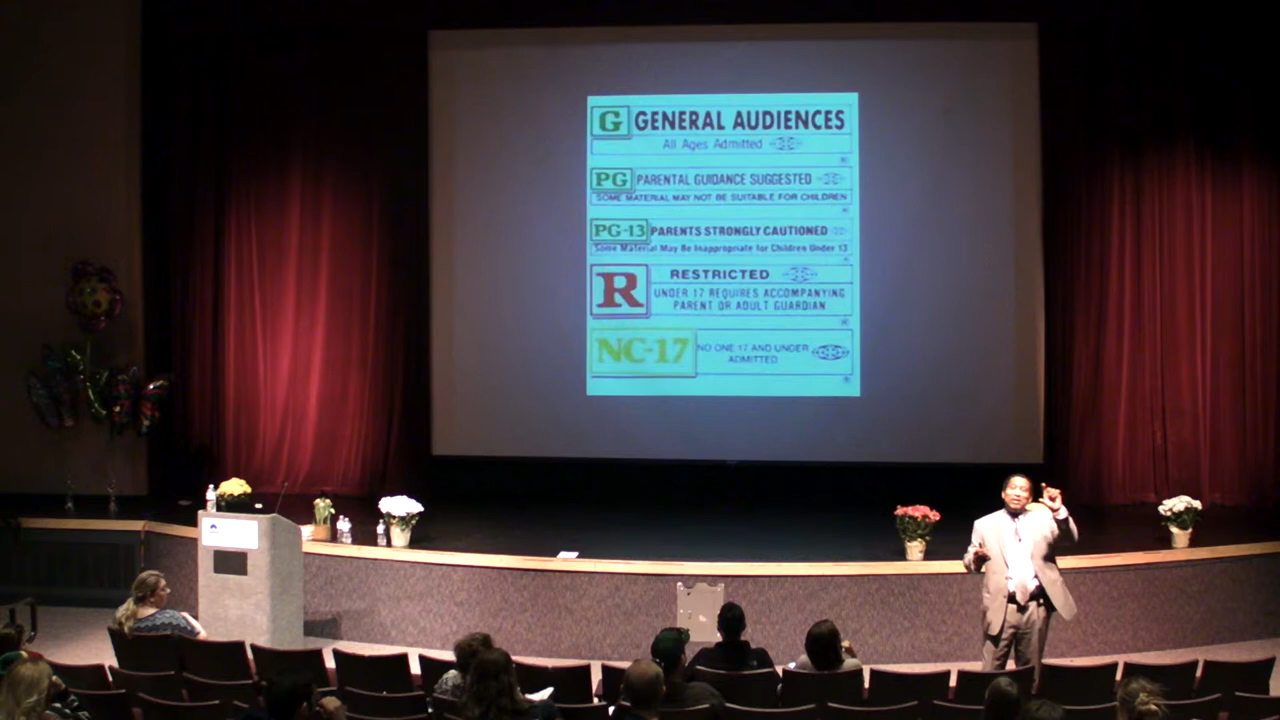 G GENERAL AUDIENCES
All Ages Admitted
PG PARENTAL GUIDANCE SUGGESTED
SOME MATERIAL MAY NOT BE SUITABLE FOR CHILDREN
PG-13 PARENTS STRONGLY CAUTIONED
Some Material May Be Inappropriate for Children Under 13
R RESTRICTED
UNDER 17 REQUIRES ACCOMPANYING
PARENT OR ADULT GUARDIAN
NC-17 NO ONE 17 AND UNDER
ADMITTED